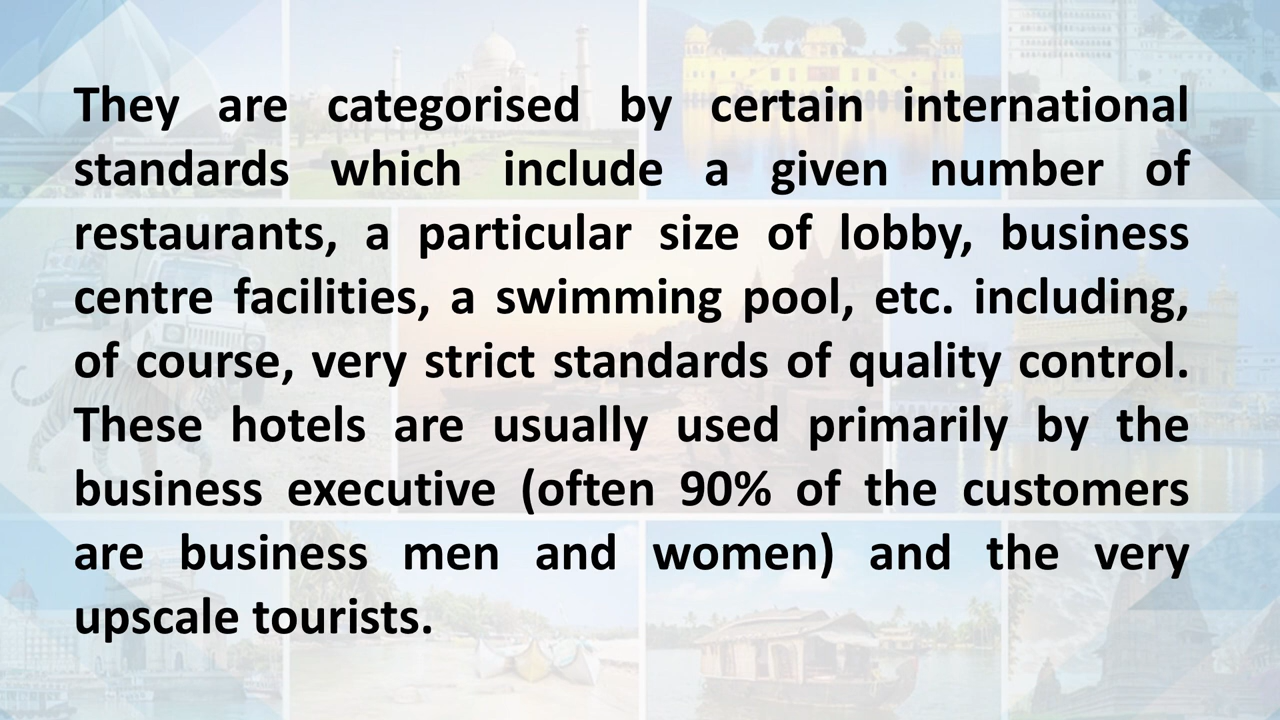 They are categorised by certain international
standards which include a given number of
restaurants, a particular size of lobby, business
centre facilities, a swimming pool, etc. including,
of course, very strict standards of quality control.
These hotels are usually used primarily by the
business executive (often 90% of the customers
are business men and women) and the very
upscale tourists.